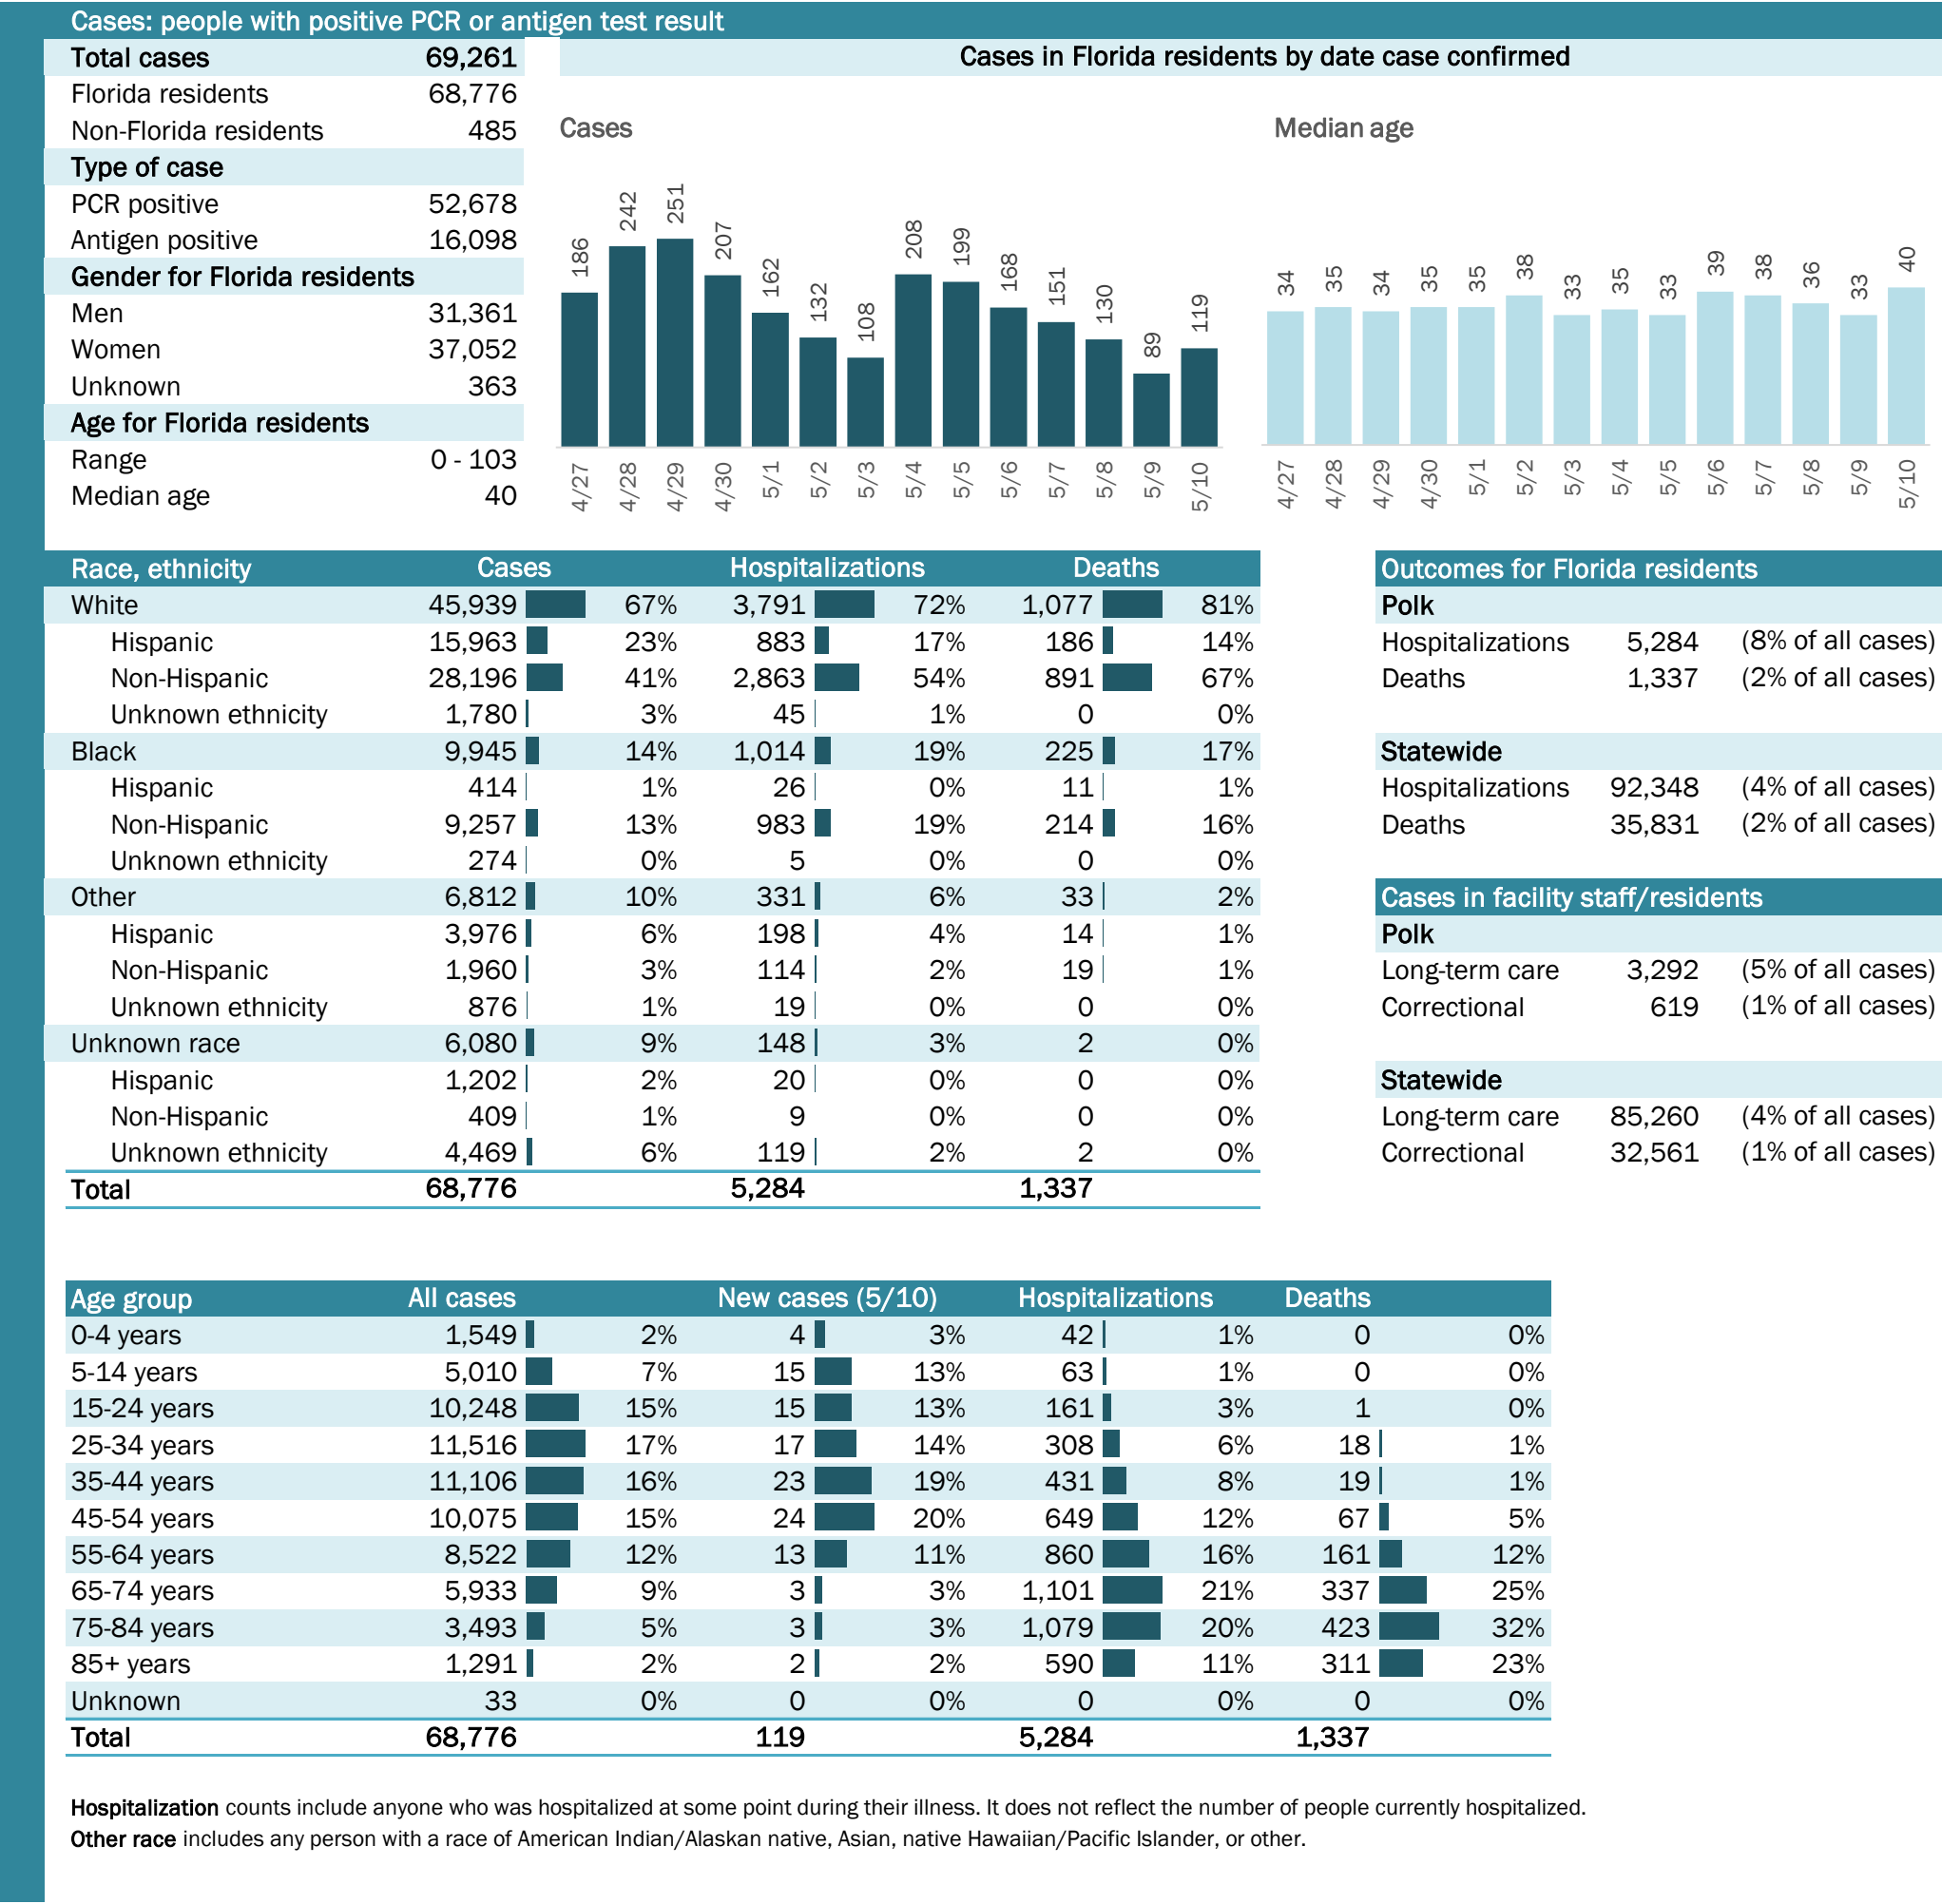 Cases: people with positive PCR or antigen test result
Total cases 69,261
Florida residents 68,776
Non-Florida residents 485
Type of case
PCR positive 52,678
Antigen positive 16,098
Gender for Florida residents
Men 31,361
Women 37,052
Unknown 363
Age for Florida residents
Range 0 - 103
Median age 40
Cases in Florida residents by date case confirmed
Cases
186 242 251 207 162 132 108 208 199 168 151 130 89 119
4/27 4/28 4/29 4/30 5/1 5/2 5/3 5/4 5/5 5/6 5/7 5/8 5/9 5/10
Median age
34 35 34 35 35 38 33 35 33 39 38 36 33 40
4/27 4/28 4/29 4/30 5/1 5/2 5/3 5/4 5/5 5/6 5/7 5/8 5/9 5/10
Race, ethnicity Cases Hospitalizations Deaths
White 45,939 67% 3,791 72% 1,077 81%
Hispanic 15,963 23% 883 17% 186 14%
Non-Hispanic 28,196 41% 2,863 54% 891 67%
Unknown ethnicity 1,780 3% 45 1% 0 0%
Black 9,945 14% 1,014 19% 225 17%
Hispanic 414 1% 26 0% 11 1%
Non-Hispanic 9,257 13% 983 19% 214 16%
Unknown ethnicity 274 0% 5 0% 0 0%
Other 6,812 10% 331 6% 33 2%
Hispanic 3,976 6% 198 4% 14 1%
Non-Hispanic 1,960 3% 114 2% 19 1%
Unknown ethnicity 876 1% 19 0% 0 0%
Unknown race 6,080 9% 148 3% 2 0%
Hispanic 1,202 2% 20 0% 0 0%
Non-Hispanic 409 1% 9 0% 0 0%
Unknown ethnicity 4,469 6% 119 2% 2 0%
Total 68,776 5,284 1,337
Outcomes for Florida residents
Polk
Hospitalizations 5,284 (8% of all cases)
Deaths 1,337 (2% of all cases)
Statewide
Hospitalizations 92,348 (4% of all cases)
Deaths 35,831 (2% of all cases)
Cases in facility staff/residents
Polk
Long-term care 3,292 (5% of all cases)
Correctional 619 (1% of all cases)
Statewide
Long-term care 85,260 (4% of all cases)
Correctional 32,561 (1% of all cases)
Age group All cases New cases (5/10) Hospitalizations Deaths
0-4 years 1,549 2% 4 3% 42 1% 0 0%
5-14 years 5,010 7% 15 13% 63 1% 0 0%
15-24 years 10,248 15% 15 13% 161 3% 1 0%
25-34 years 11,516 17% 17 14% 308 6% 18 1%
35-44 years 11,106 16% 23 19% 431 8% 19 1%
45-54 years 10,075 15% 24 20% 649 12% 67 5%
55-64 years 8,522 12% 13 11% 860 16% 161 12%
65-74 years 5,933 9% 3 3% 1,101 21% 337 25%
75-84 years 3,493 5% 3 3% 1,079 20% 423 32%
85+ years 1,291 2% 2 2% 590 11% 311 23%
Unknown 33 0% 0 0% 0 0% 0 0%
Total 68,776 119 5,284 1,337
Hospitalization counts include anyone who was hospitalized at some point during their illness. It does not reflect the number of people currently hospitalized.
Other race includes any person with a race of American Indian/Alaskan native, Asian, native Hawaiian/Pacific Islander, or other.